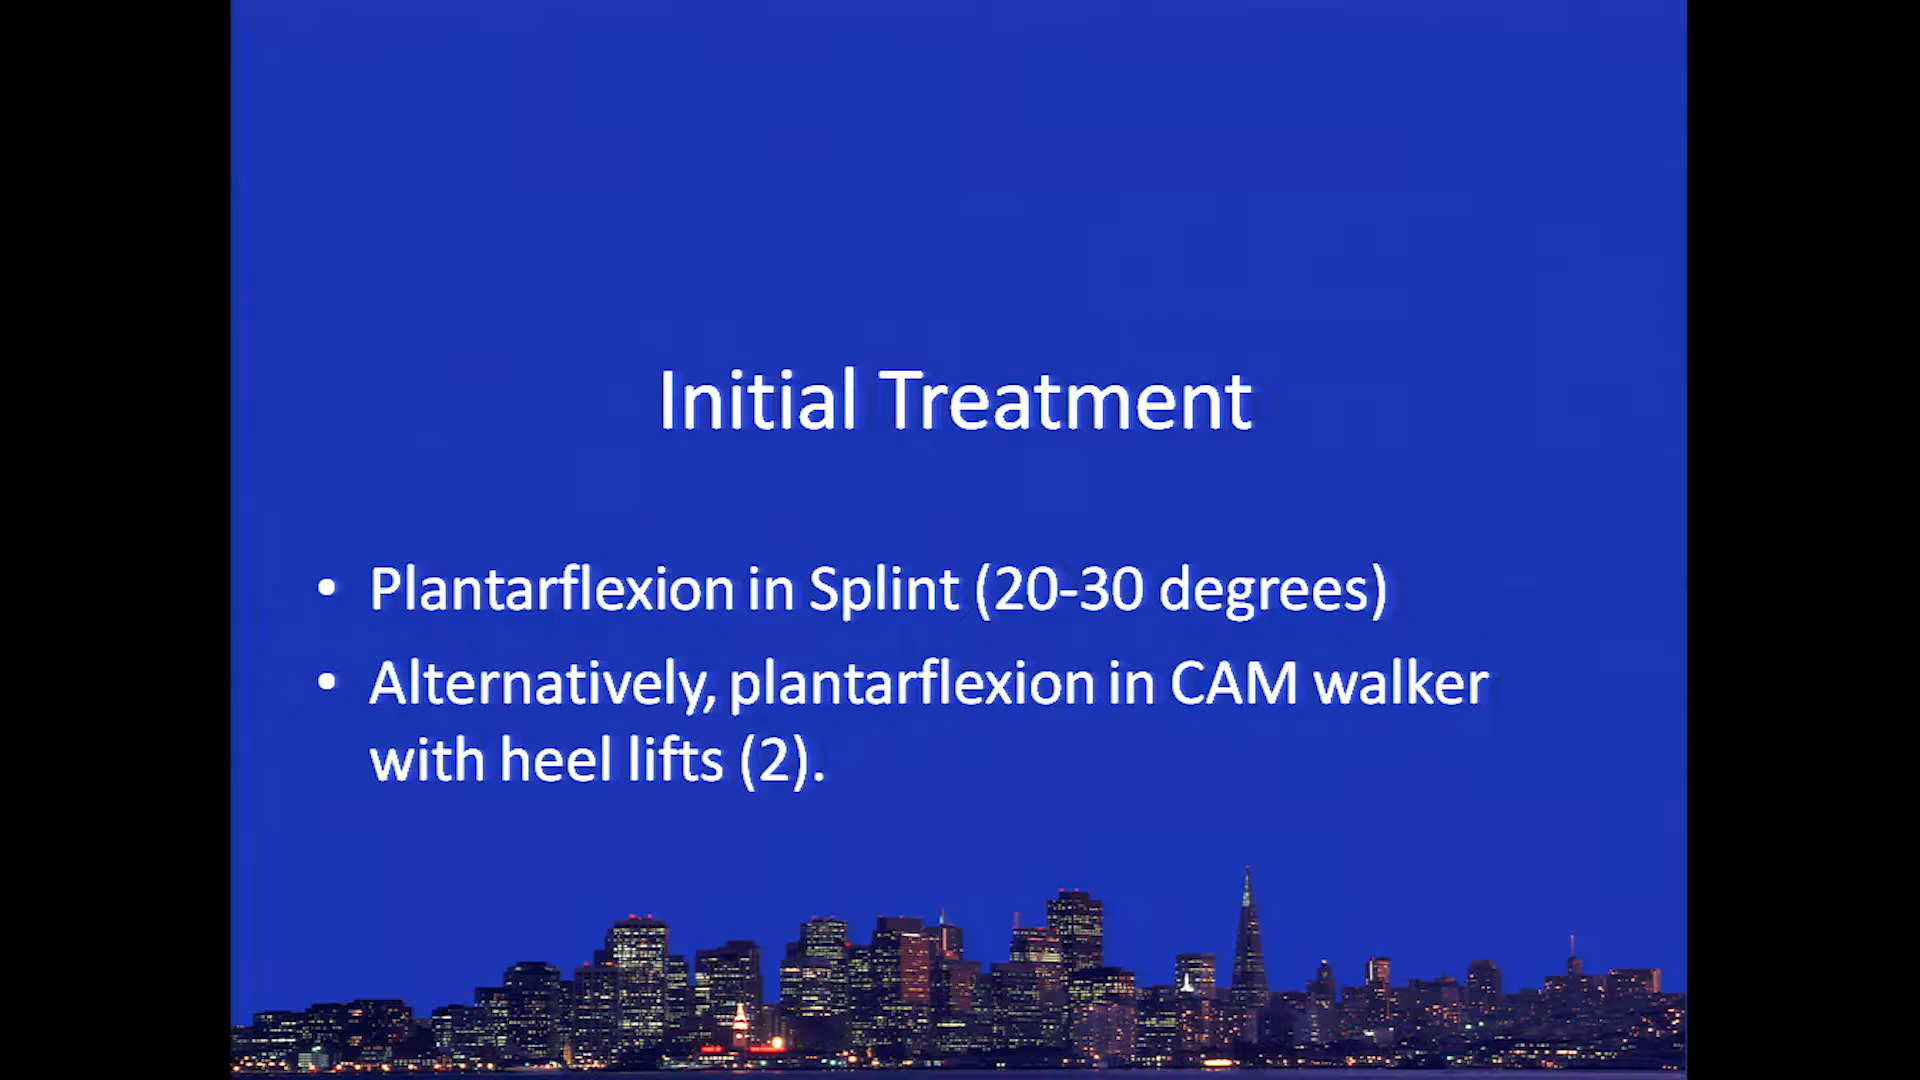 Initial Treatment
• Plantarflexion in Splint (20-30 degrees)
• Alternatively, plantarflexion in CAM walker
with heel lifts (2).